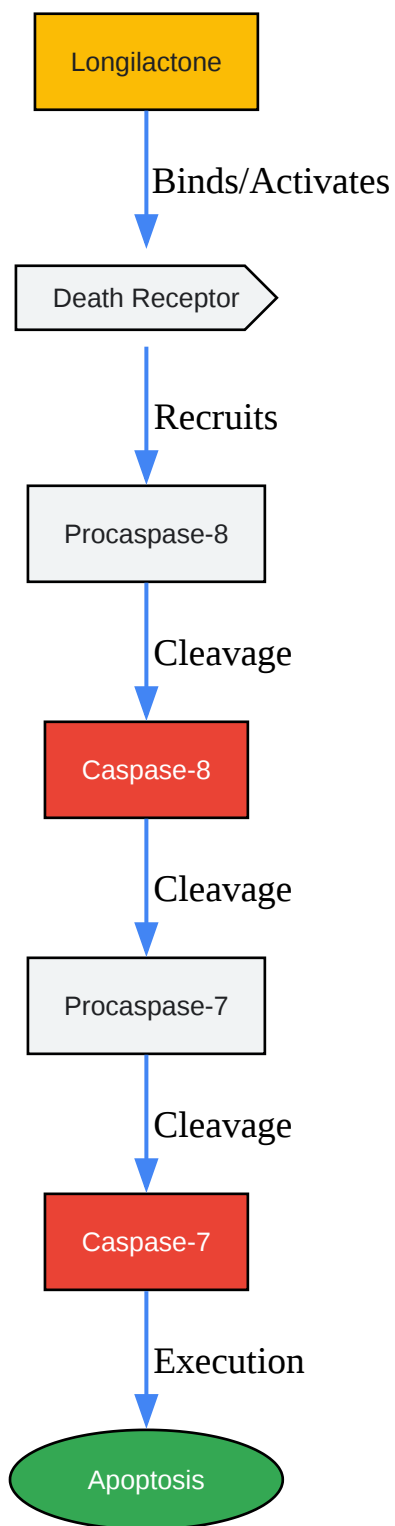 Longilactone
Binds/Activates
Death Receptor
Recruits
Procaspase-8
Cleavage
Caspase-8
Cleavage
Procaspase-7
Cleavage
Caspase-7
Execution
Apoptosis